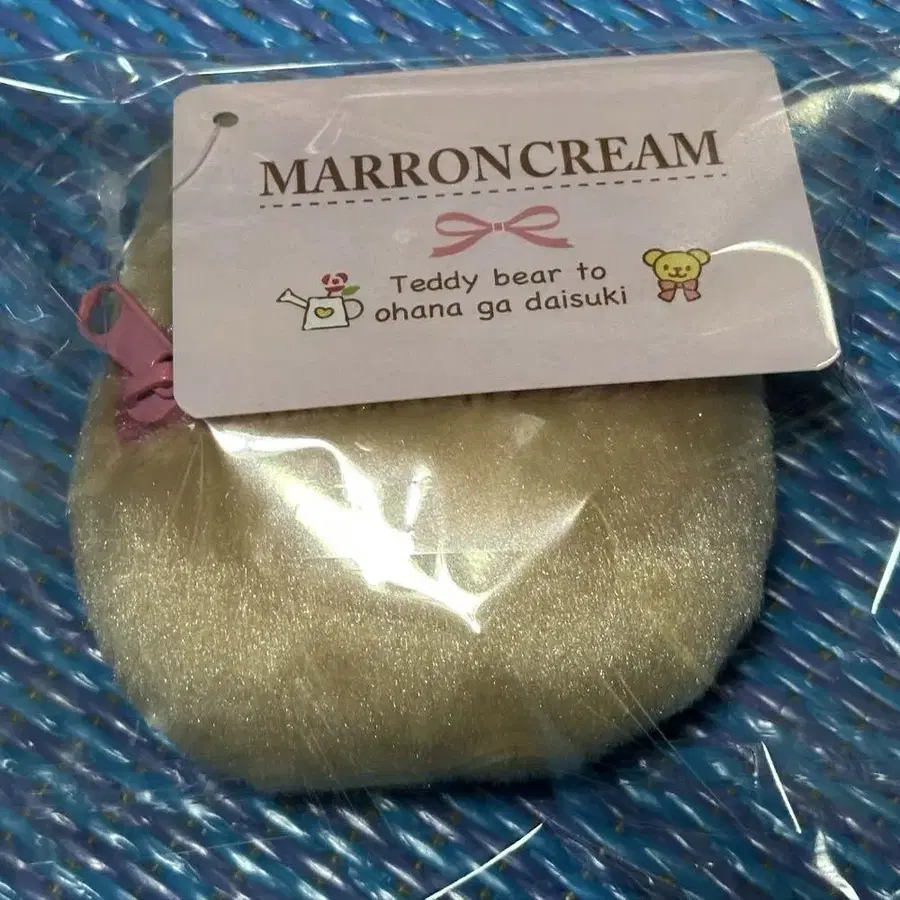 MARRONCREAM
Teddy bear to
ohana ga daisuki